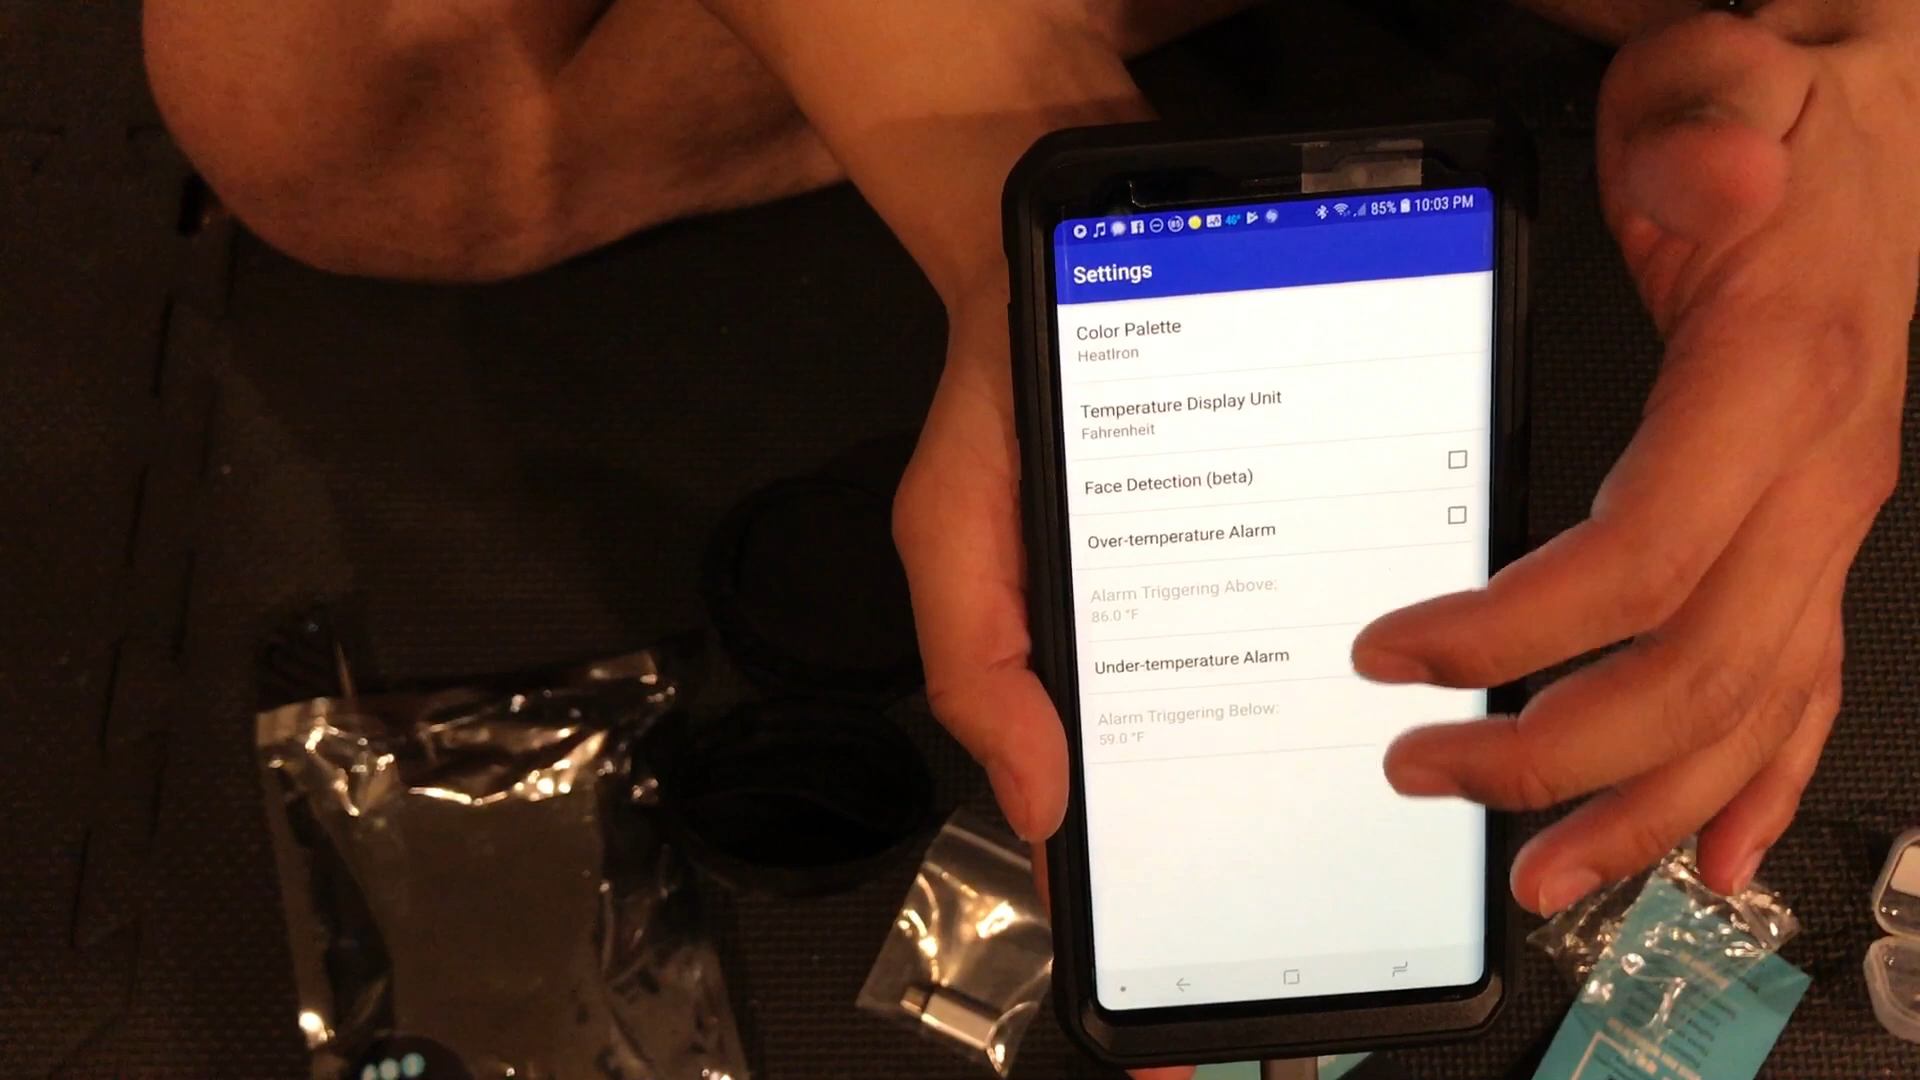 85% 10:03 PM
Settings
Color Palette
HeatIron
Temperature Display Unit
Fahrenheit
Face Detection (beta)
Over-temperature Alarm
Alarm Triggering Above:
86.0 °F
Under-temperature Alarm
Alarm Triggering Below:
59.0 °F